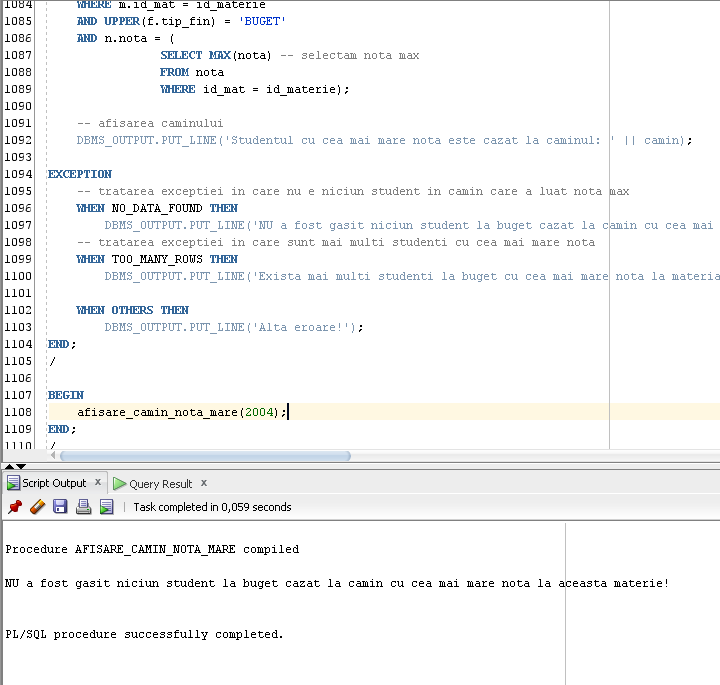 1084 WHERE m.id_mat = id_materie
1085 AND UPPER(f.tip_fin) = 'BUGET'
1086 AND n.nota = (
1087 SELECT MAX(nota) -- selectam nota max
1088 FROM nota
1089 WHERE id_mat = id_materie);
1090
1091 -- afisarea caminului
1092 DBMS_OUTPUT.PUT_LINE('Studentul cu cea mai mare nota este cazat la caminul: ' || camin);
1093
1094 EXCEPTION
1095 -- tratarea exceptiei in care nu e niciun student in camin care a luat nota max
1096 WHEN NO_DATA_FOUND THEN
1097 DBMS_OUTPUT.PUT_LINE('NU a fost gasit niciun student la buget cazat la camin cu cea mai
1098 -- tratarea exceptiei in care sunt mai multi studenti cu cea mai mare nota
1099 WHEN TOO_MANY_ROWS THEN
1100 DBMS_OUTPUT.PUT_LINE('Exista mai multi studenti la buget cu cea mai mare nota la materia
1101
1102 WHEN OTHERS THEN
1103 DBMS_OUTPUT.PUT_LINE('Alta eroare!');
1104 END;
1105 /
1106
1107 BEGIN
1108 afisare_camin_nota_mare(2004);
1109 END;
1110 /
Script Output x Query Result x
Task completed in 0,059 seconds
Procedure AFISARE_CAMIN_NOTA_MARE compiled
NU a fost gasit niciun student la buget cazat la camin cu cea mai mare nota la aceasta materie!
PL/SQL procedure successfully completed.